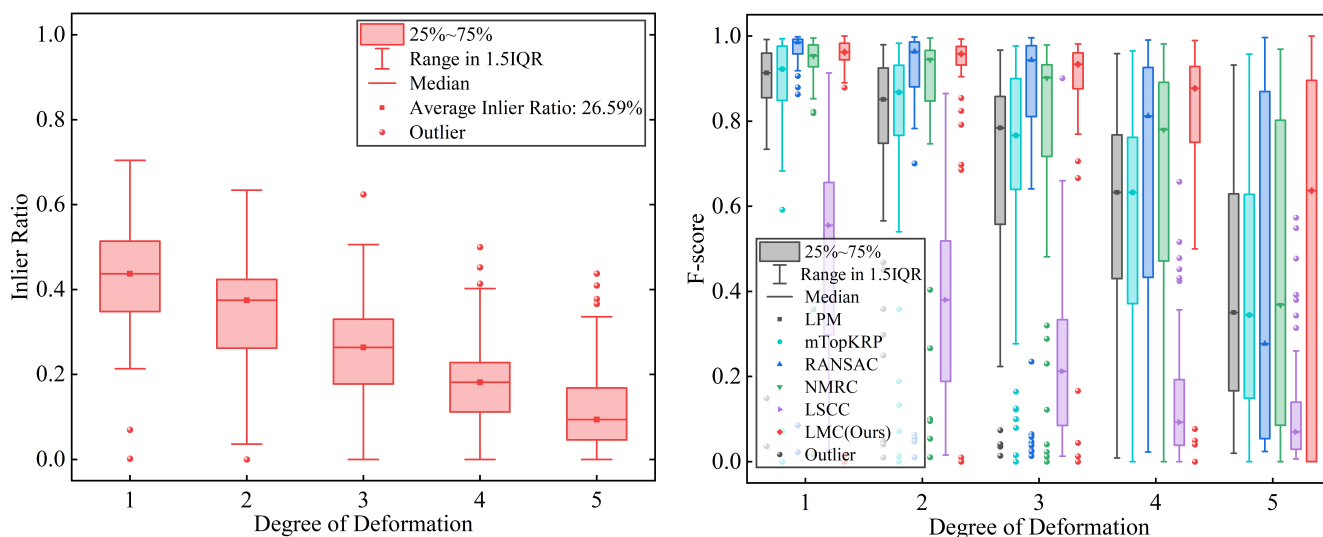 1.0
0.8
0.6
0.4
0.2
0.0
Inlier Ratio
25%~75%
Range in 1.5IQR
Median
Average Inlier Ratio: 26.59%
Outlier
1 2 3 4 5
Degree of Deformation
1.0
0.8
0.6
0.4
0.2
0.0
F-score
25%~75%
Range in 1.5IQR
Median
LPM
mTopKRP
RANSAC
NMRC
LSCC
LMC(Ours)
Outlier
1 2 3 4 5
Degree of Deformation